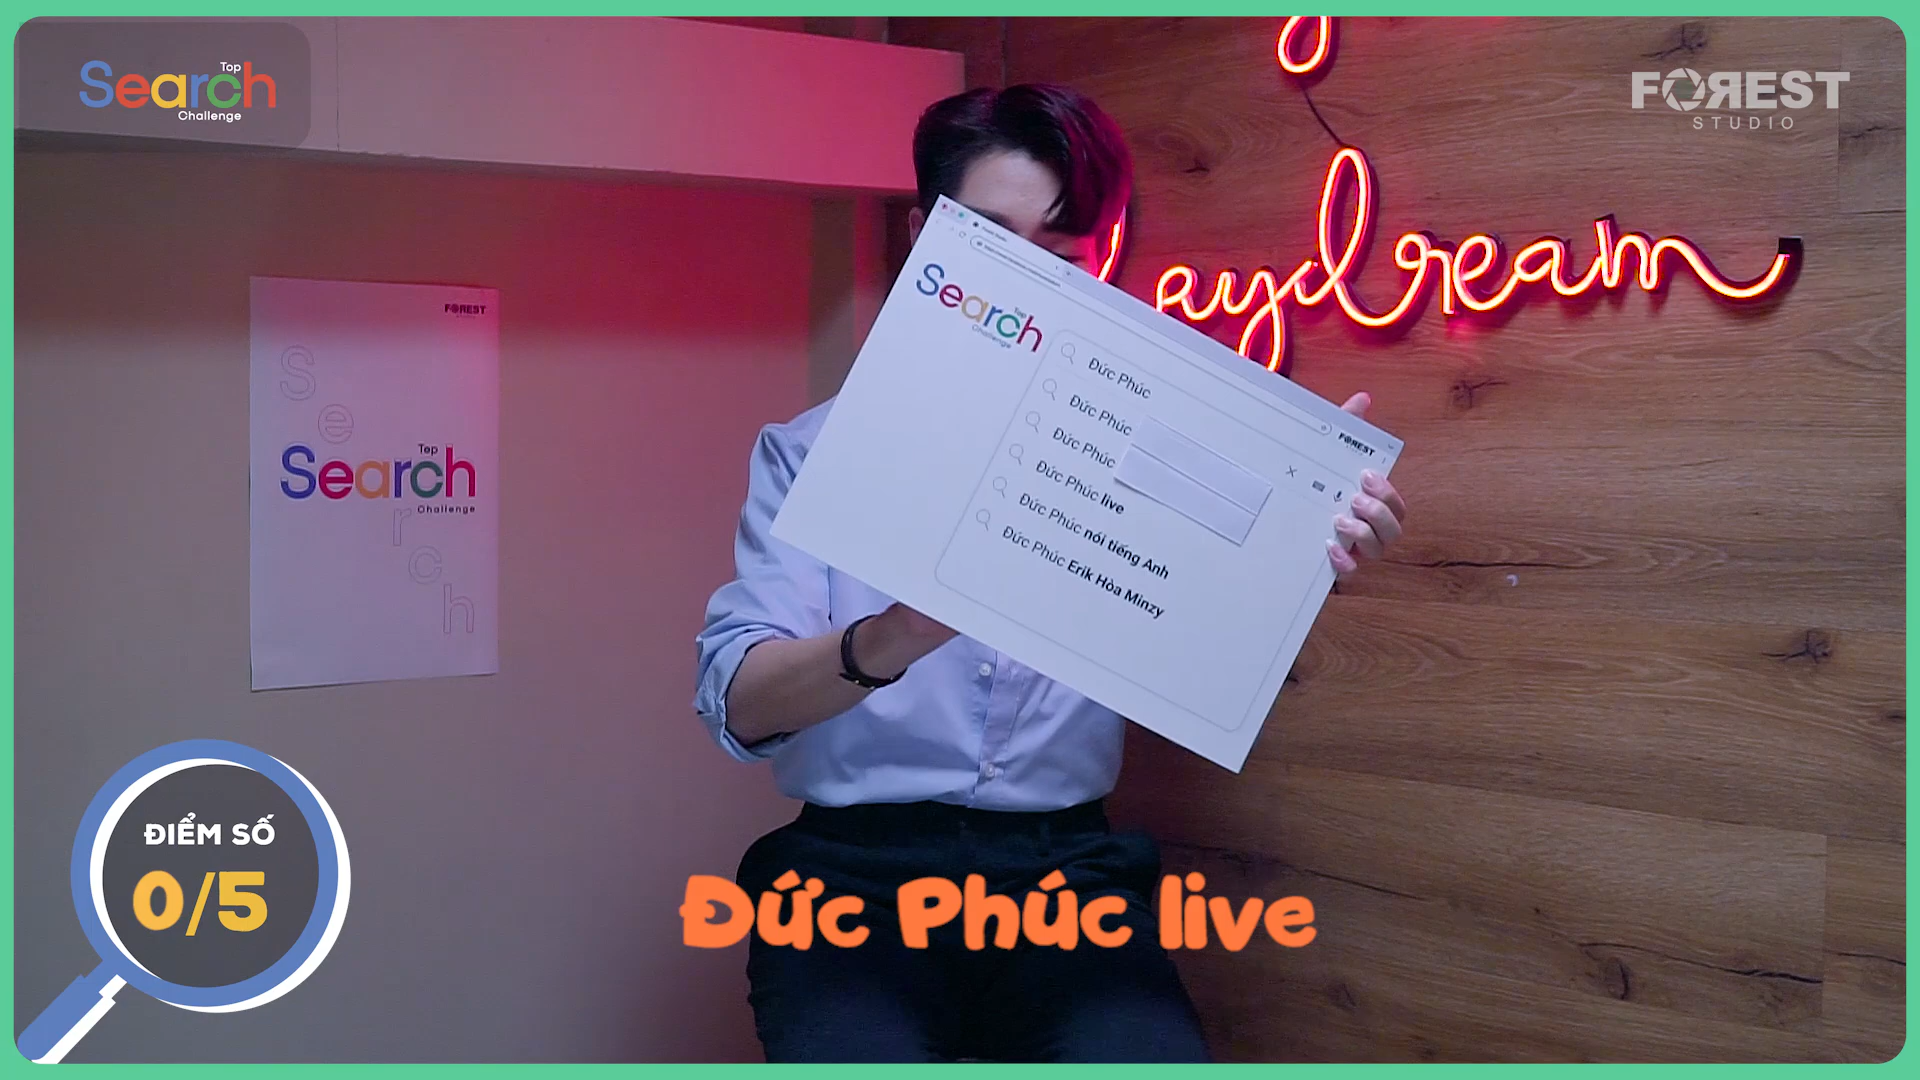 Top
Search
Challenge
FOREST
STUDIO
daydream
FOREST
S
e
Top
Search
Challenge
r
c
h
Search
Top
Challenge
Đức Phúc
FOREST
Đức Phúc
Đức Phúc
Đức Phúc live
Đức Phúc nói tiếng Anh
Đức Phúc Erik Hòa Minzy
ĐIỂM SỐ
0/5
Đức Phúc live